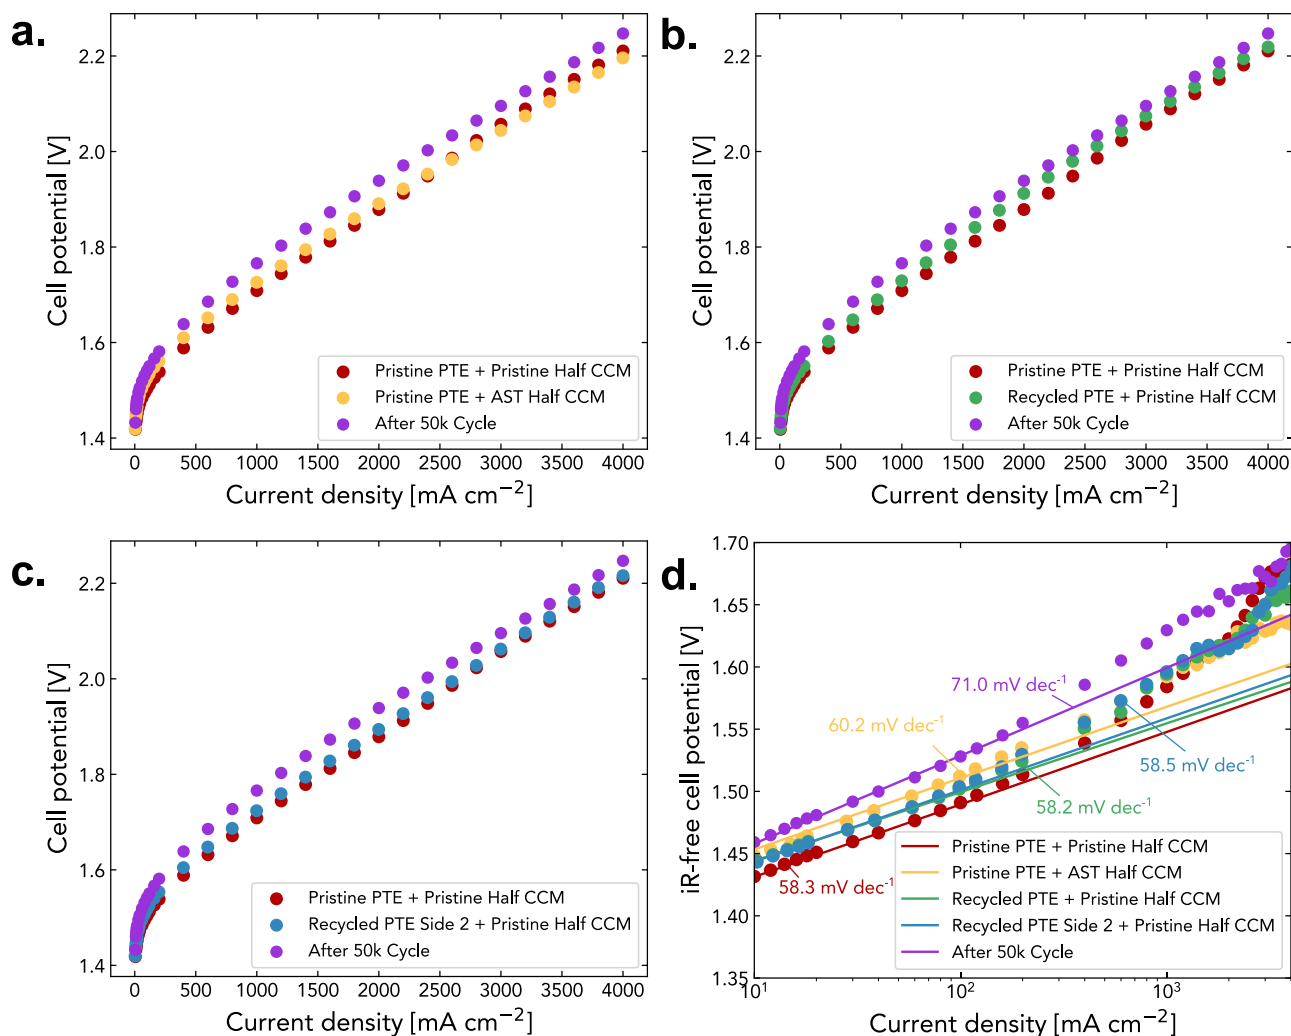 a.
2.2
2.0
1.8
1.6
1.4
Cell potential [V]
Pristine PTE + Pristine Half CCM
Pristine PTE + AST Half CCM
After 50k Cycle
0 500 1000 1500 2000 2500 3000 3500 4000
Current density [mA cm⁻²]
b.
2.2
2.0
1.8
1.6
1.4
Cell potential [V]
Pristine PTE + Pristine Half CCM
Recycled PTE + Pristine Half CCM
After 50k Cycle
0 500 1000 1500 2000 2500 3000 3500 4000
Current density [mA cm⁻²]
c.
2.2
2.0
1.8
1.6
1.4
Cell potential [V]
Pristine PTE + Pristine Half CCM
Recycled PTE Side 2 + Pristine Half CCM
After 50k Cycle
0 500 1000 1500 2000 2500 3000 3500 4000
Current density [mA cm⁻²]
d.
1.70
1.65
1.60
1.55
1.50
1.45
1.40
1.35
iR-free cell potential [V]
71.0 mV dec⁻¹
60.2 mV dec⁻¹
58.5 mV dec⁻¹
58.2 mV dec⁻¹
58.3 mV dec⁻¹
Pristine PTE + Pristine Half CCM
Pristine PTE + AST Half CCM
Recycled PTE + Pristine Half CCM
Recycled PTE Side 2 + Pristine Half CCM
After 50k Cycle
10¹ 10² 10³
Current density [mA cm⁻²]